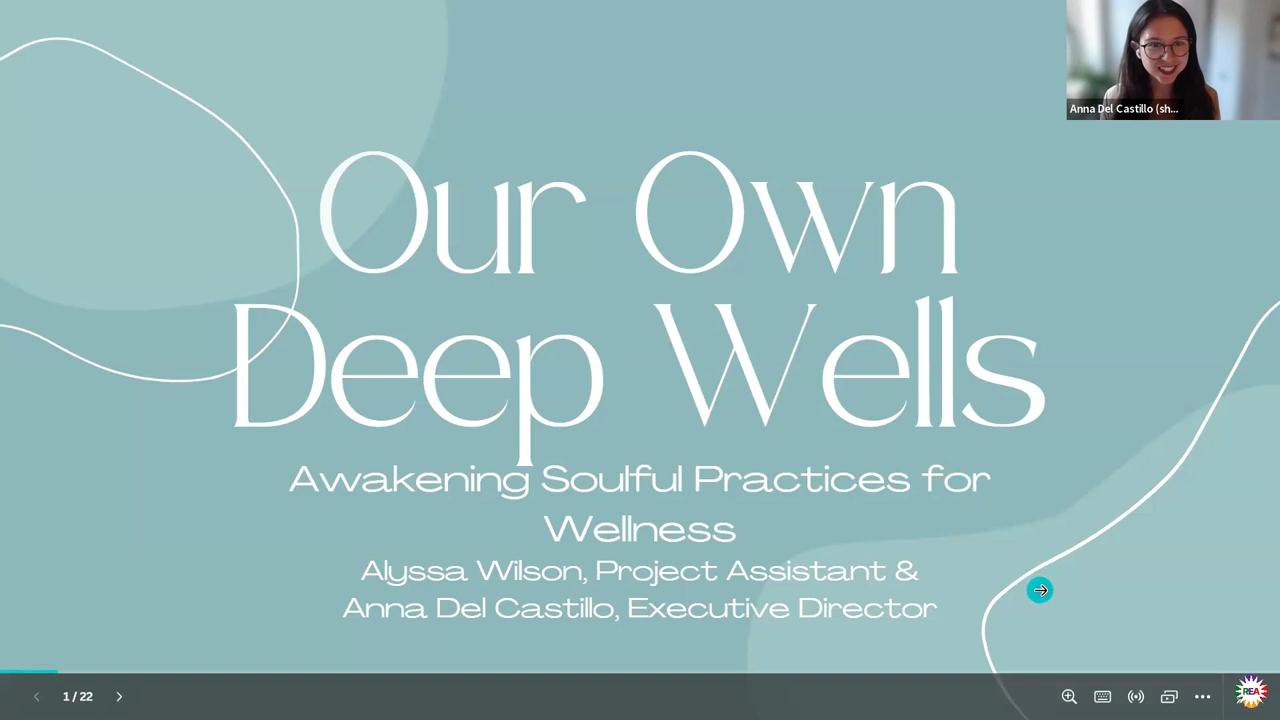 Anna Del Castillo (sh...
Our Own
Deep Wells
Awakening Soulful Practices for
Wellness
Alyssa Wilson, Project Assistant &
Anna Del Castillo, Executive Director
1 / 22
REA